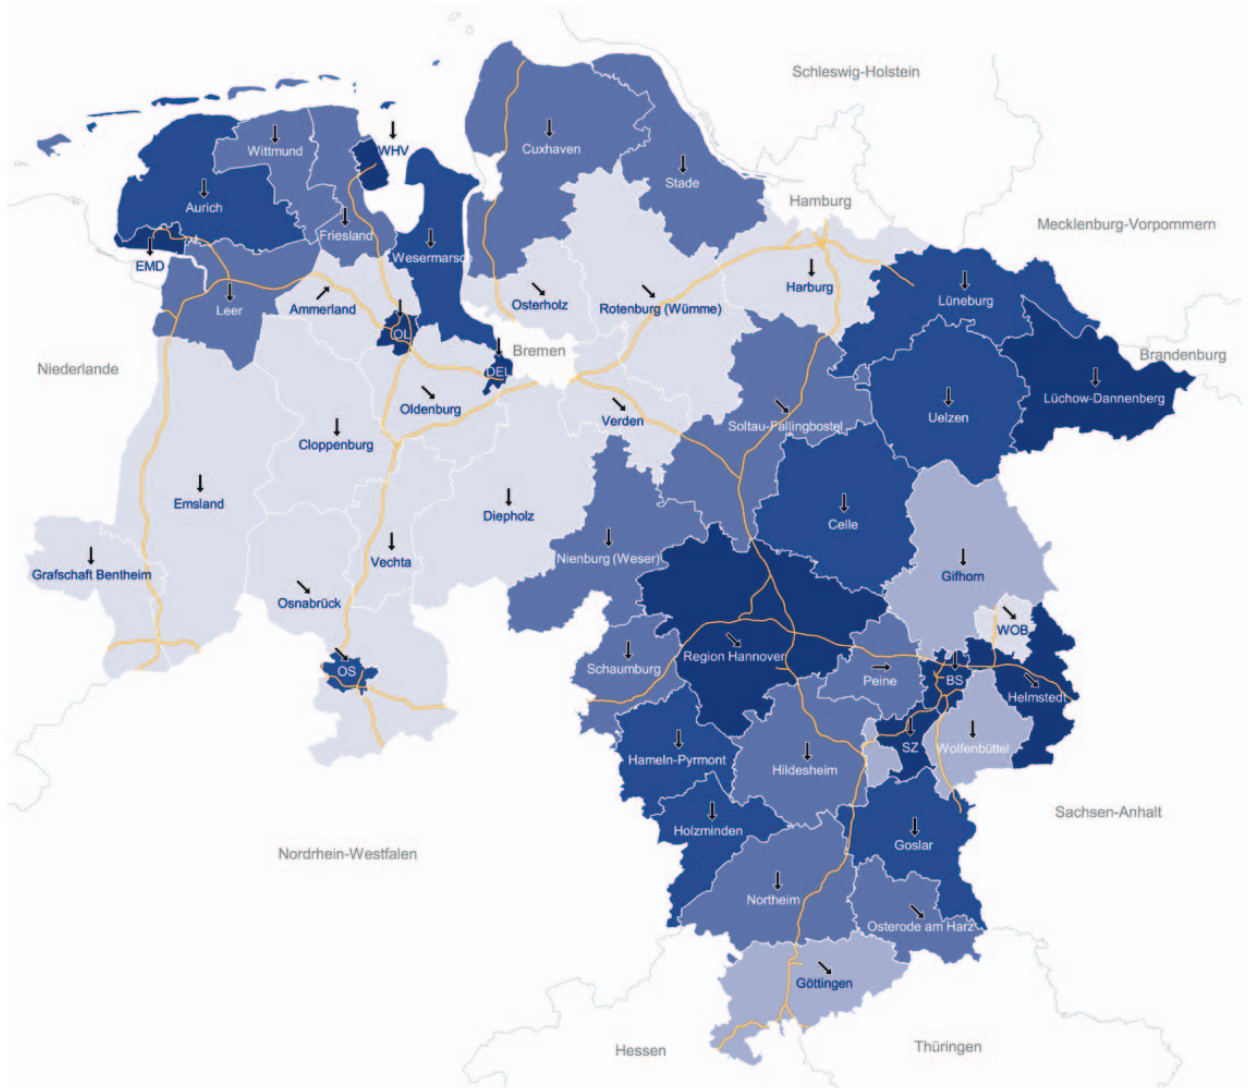 Schleswig-Holstein
WHV
Cuxhaven
Wittmund
Stade
Hamburg
Aurich
Mecklenburg-Vorpommern
Friesland
Wesermarsch
EMD
Harburg
Lüneburg
Osterholz
Rotenburg (Wümme)
Ammerland
Leer
OL
Bremen
Brandenburg
Niederlande
DEL
Lüchow-Dannenberg
Oldenburg
Verden
Uelzen
Soltau-Fallingbostel
Cloppenburg
Emsland
Diepholz
Celle
Nienburg (Weser)
Vechta
Grafschaft Bentheim
Gifhorn
Osnabrück
WOB
Region Hannover
Schaumburg
OS
Peine
BS
Helmstedt
SZ
Wolfenbüttel
Hameln-Pyrmont
Hildesheim
Sachsen-Anhalt
Holzminden
Goslar
Nordrhein-Westfalen
Northeim
Osterode am Harz
Göttingen
Hessen
Thüringen